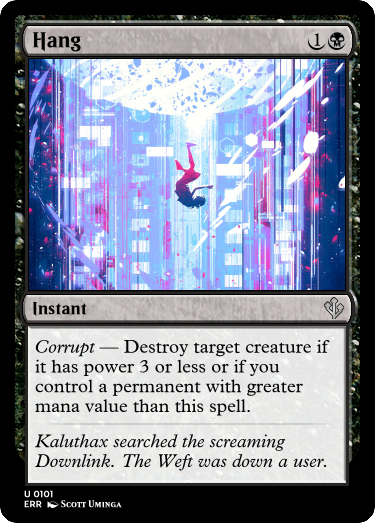 Hang 1
Instant
Corrupt — Destroy target creature if
it has power 3 or less or if you
control a permanent with greater
mana value than this spell.
Kaluthax searched the screaming
Downlink. The Weft was down a user.
U 0101
ERR Scott Uminga